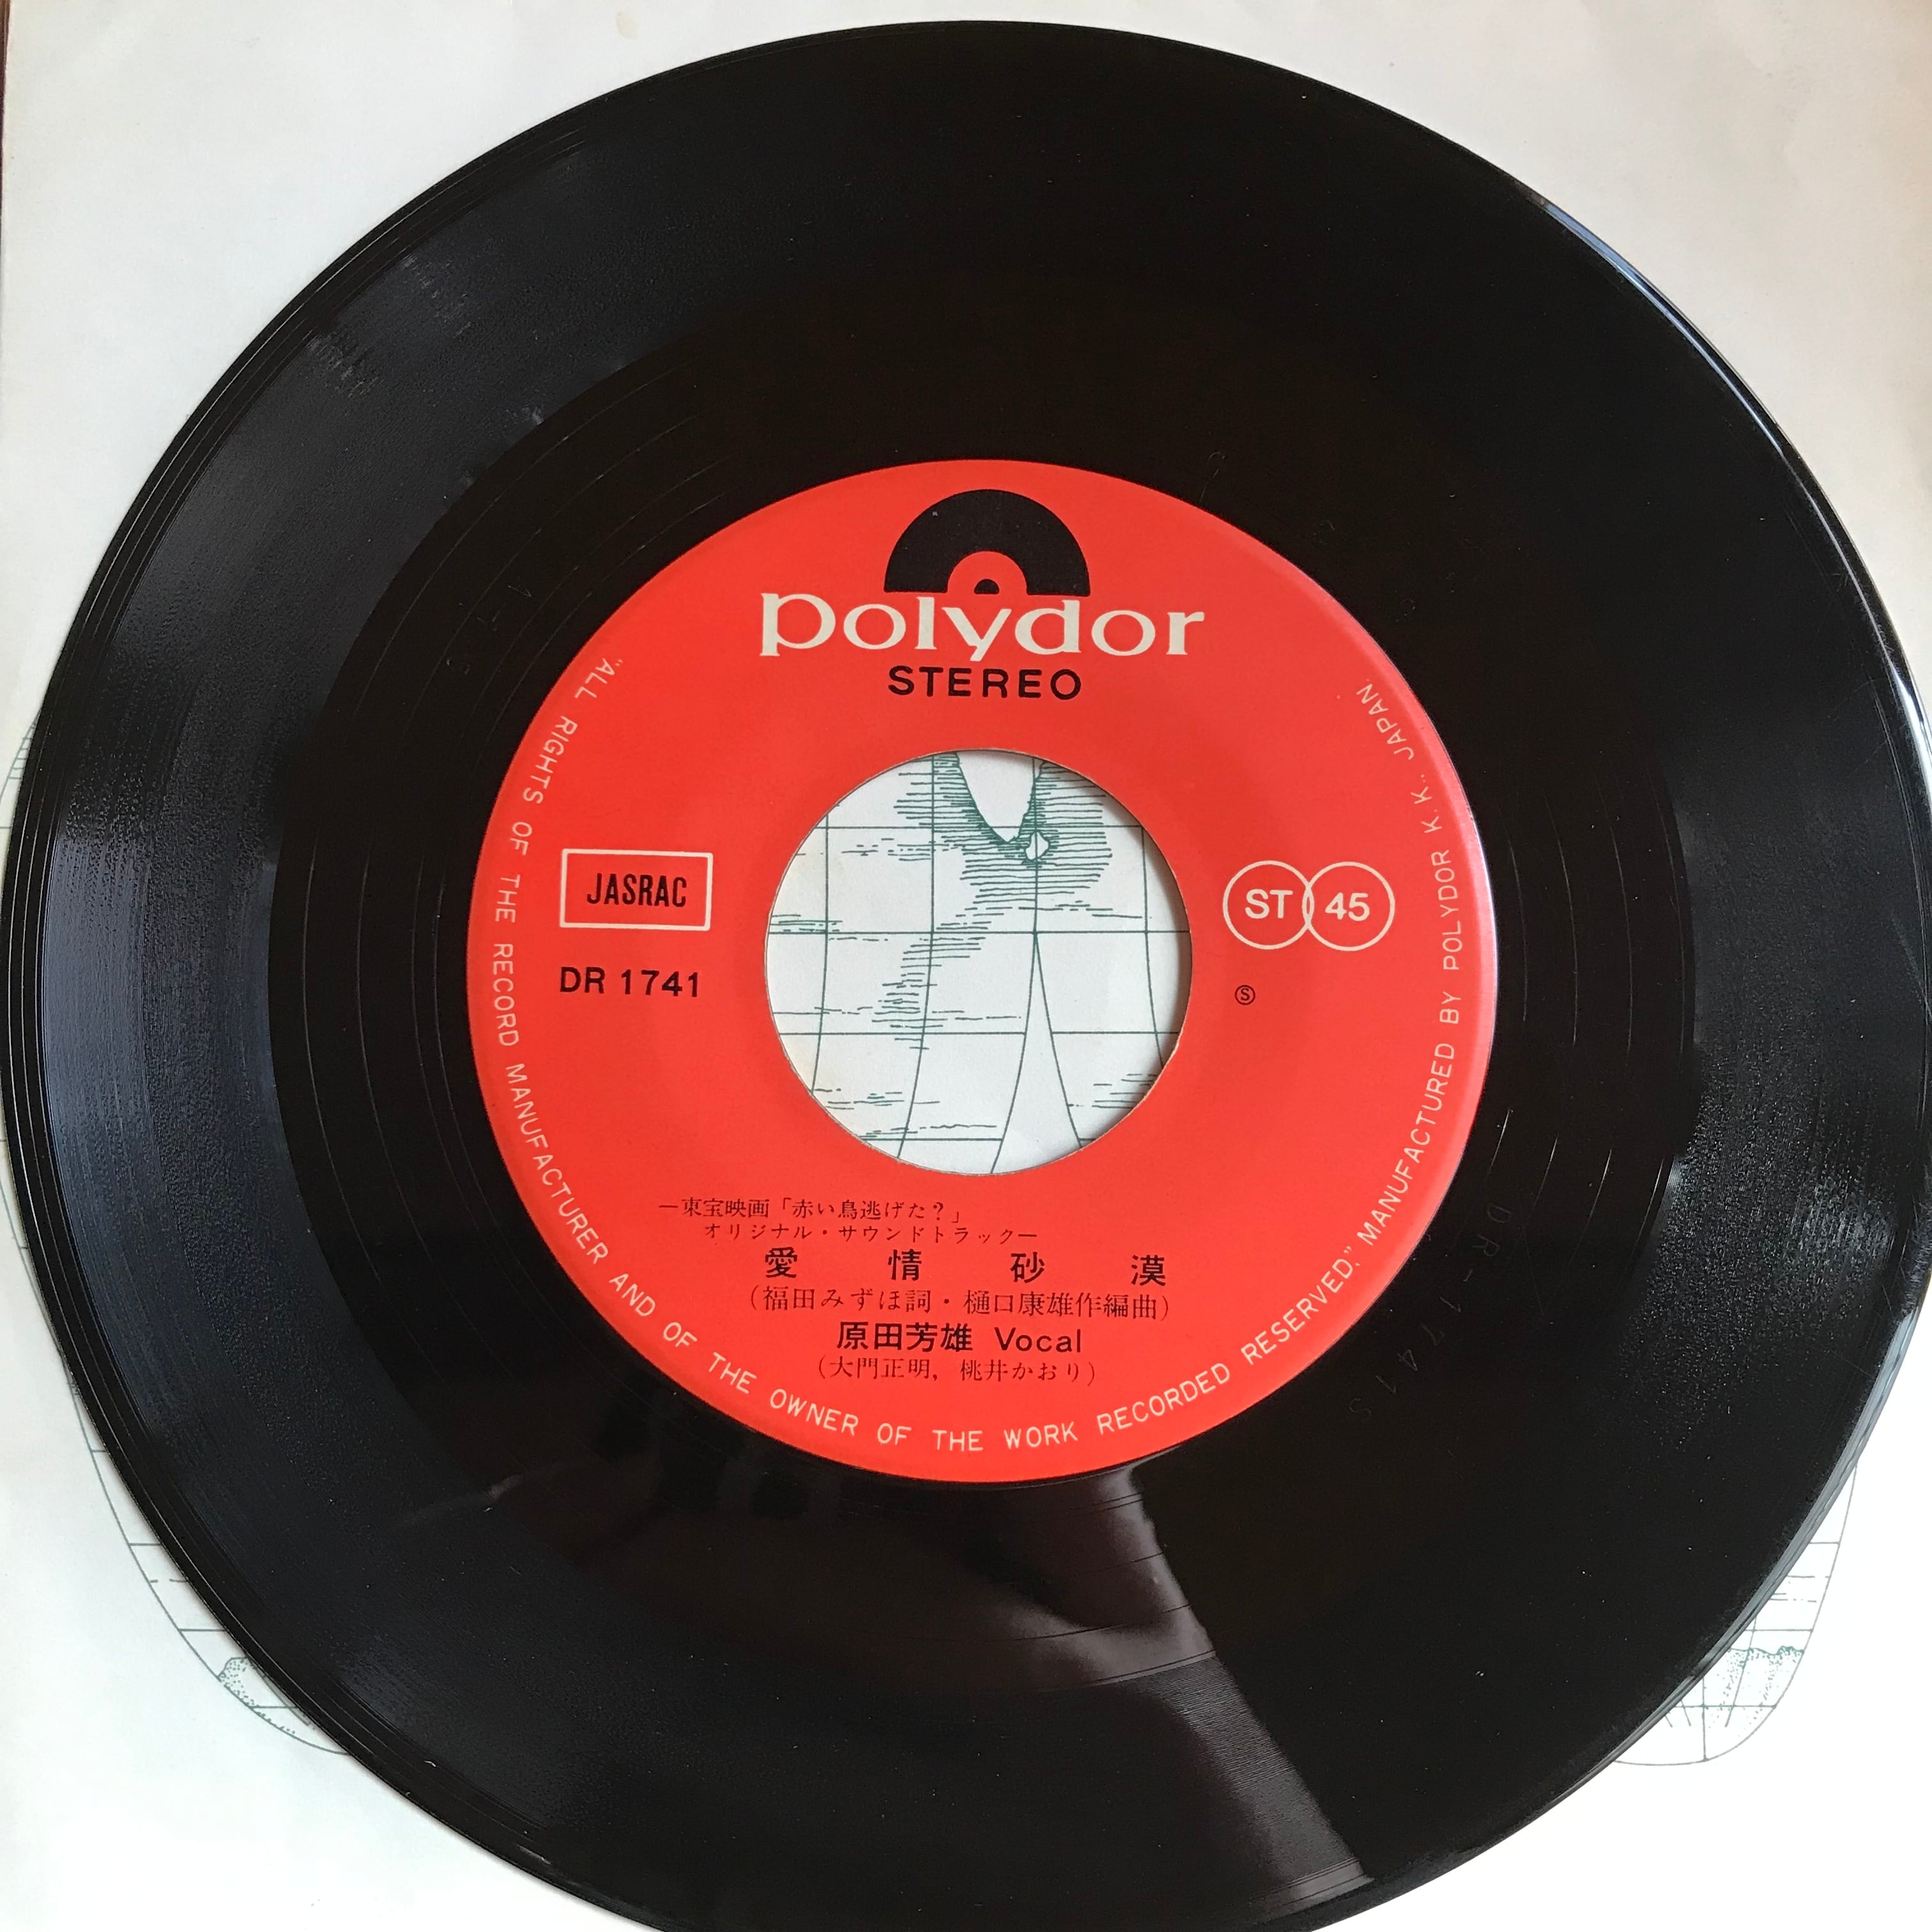 polydor
STEREO
JASRAC
ST 45
DR 1741
Ⓢ
—東宝映画「赤い鳥逃げた?」
オリジナル・サウンドトラック—
愛情砂漠
(福田みずほ詞・樋口康雄作編曲)
原田芳雄 Vocal
(大門正明, 桃井かおり)
"ALL RIGHTS OF THE RECORD MANUFACTURER AND OF THE OWNER OF THE WORK RECORDED RESERVED." MANUFACTURED BY POLYDOR K.K., JAPAN.
DR-1741S